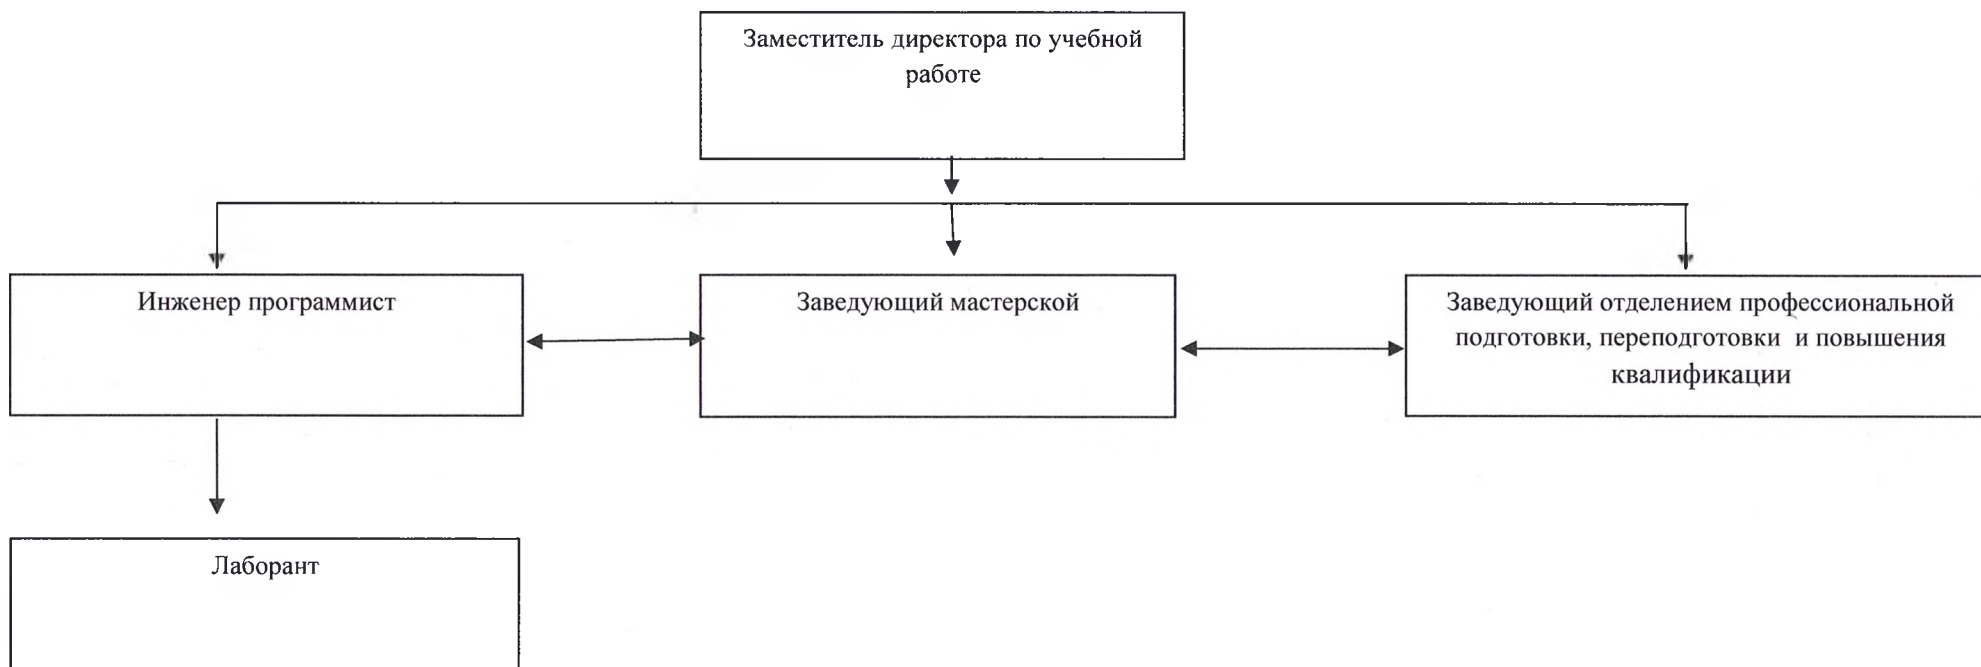 Заместитель директора по учебной
работе
Инженер программист
Заведующий мастерской
Заведующий отделением профессиональной
подготовки, переподготовки и повышения
квалификации
Лаборант